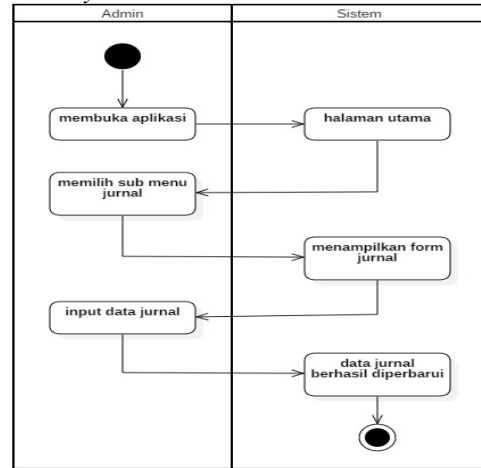 Admin
Sistem
membuka aplikasi
halaman utama
memilih sub menu
jurnal
menampilkan form
jurnal
input data jurnal
data jurnal
berhasil diperbarui